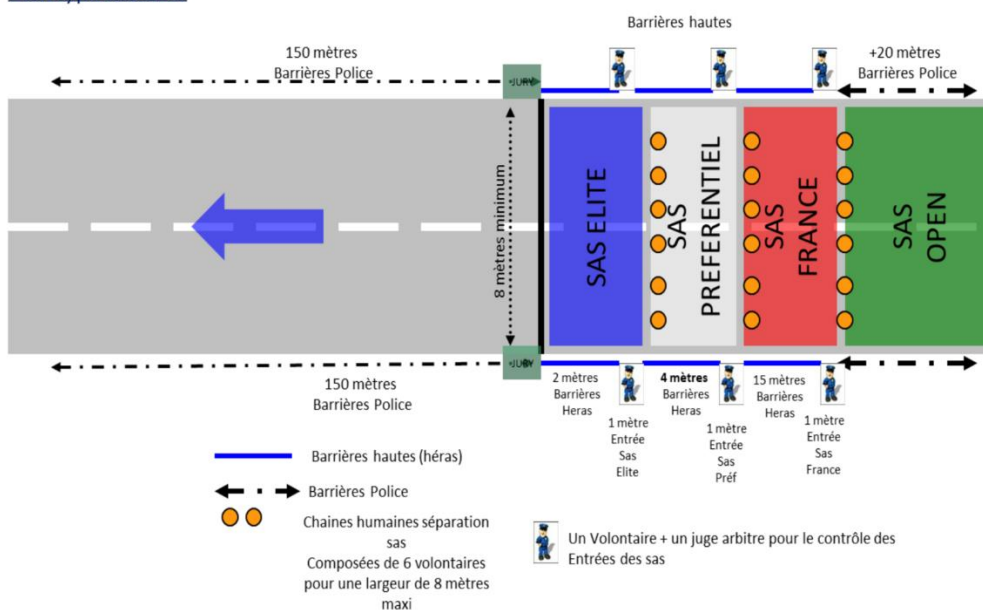 Barrières hautes
150 mètres
Barrières Police
+20 mètres
Barrières Police
JURY
8 mètres minimum
SAS ELITE
SAS
PREFERENTIEL
SAS
FRANCE
SAS
OPEN
JURY
150 mètres
Barrières Police
2 mètres
Barrières
Heras
1 mètre
Entrée
Sas
Elite
4 mètres
Barrières
Heras
1 mètre
Entrée
Sas
Préf
15 mètres
Barrières
Heras
1 mètre
Entrée
Sas
France
Barrières hautes (héras)
Barrières Police
Chaines humaines séparation
sas
Composées de 6 volontaires
pour une largeur de 8 mètres
maxi
Un Volontaire + un juge arbitre pour le contrôle des
Entrées des sas